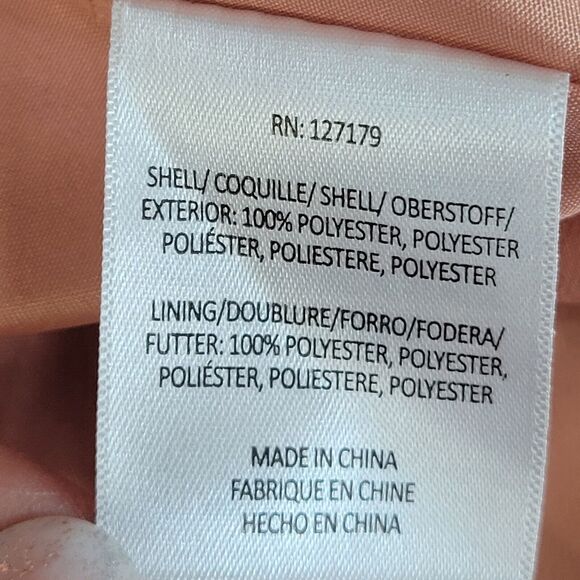 RN: 127179
SHELL/ COQUILLE/ SHELL/ OBERSTOFF/
EXTERIOR: 100% POLYESTER, POLYESTER
POLIÉSTER, POLIESTERE, POLYESTER
LINING/DOUBLURE/FORRO/FODERA/
FUTTER: 100% POLYESTER, POLYESTER,
POLIÉSTER, POLIESTERE, POLYESTER
MADE IN CHINA
FABRIQUE EN CHINE
HECHO EN CHINA